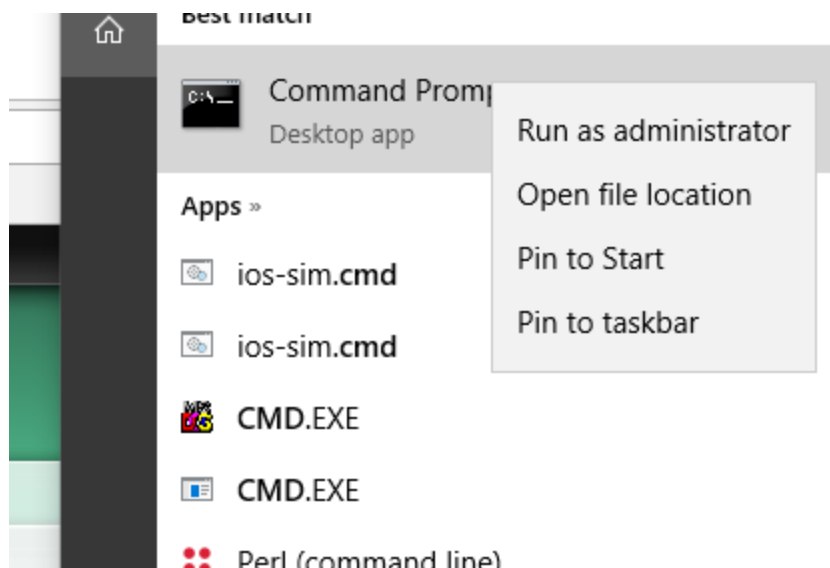 Best match
Command Promp
Desktop app
Run as administrator
Open file location
Pin to Start
Pin to taskbar
Apps »
ios-sim.cmd
ios-sim.cmd
CMD.EXE
CMD.EXE
Perl (command line)